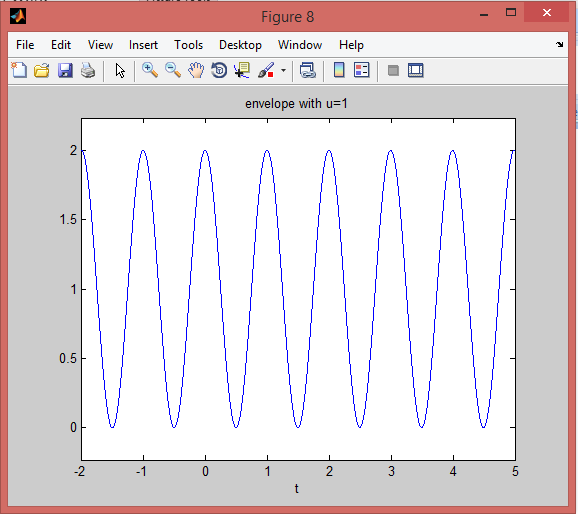 Figure 8
File Edit View Insert Tools Desktop Window Help
envelope with u=1
2
1.5
1
0.5
0
-2 -1 0 1 2 3 4 5
t